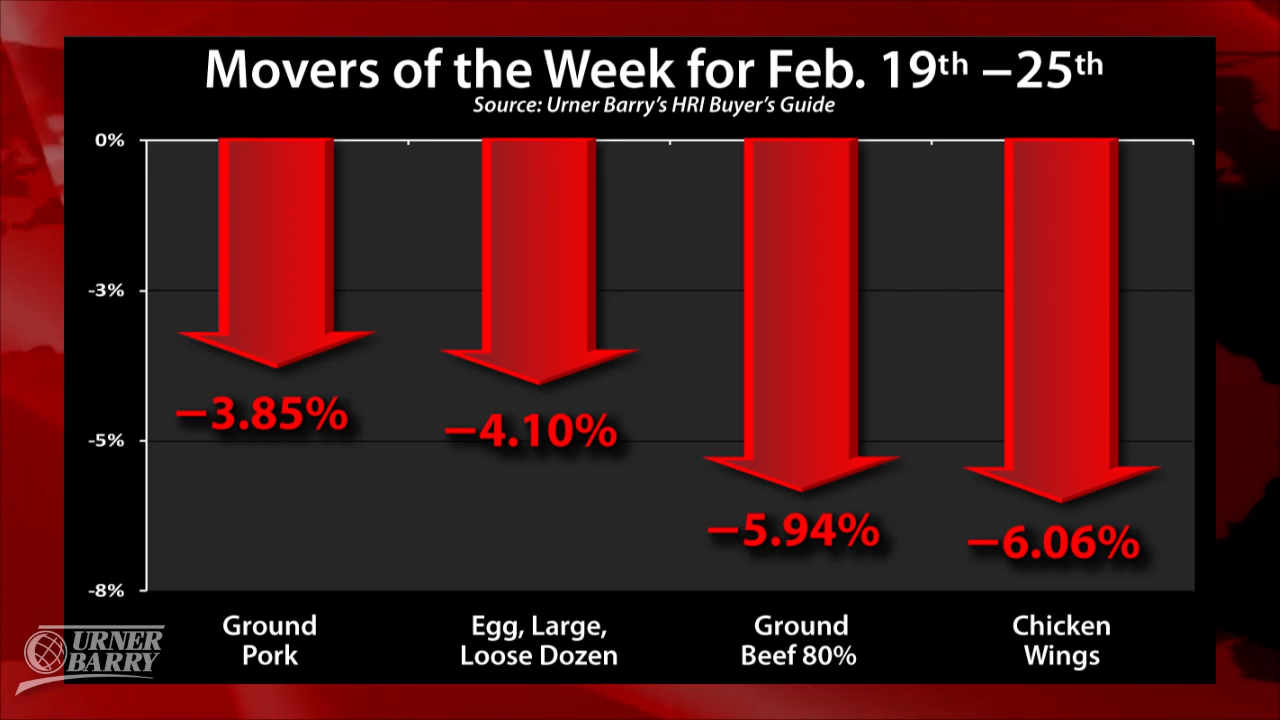 Movers of the Week for Feb. 19th –25th
Source: Urner Barry's HRI Buyer's Guide
0%
-3%
-5%
-8%
–3.85%
–4.10%
–5.94%
–6.06%
Ground
Pork
Egg, Large,
Loose Dozen
Ground
Beef 80%
Chicken
Wings
URNER
BARRY